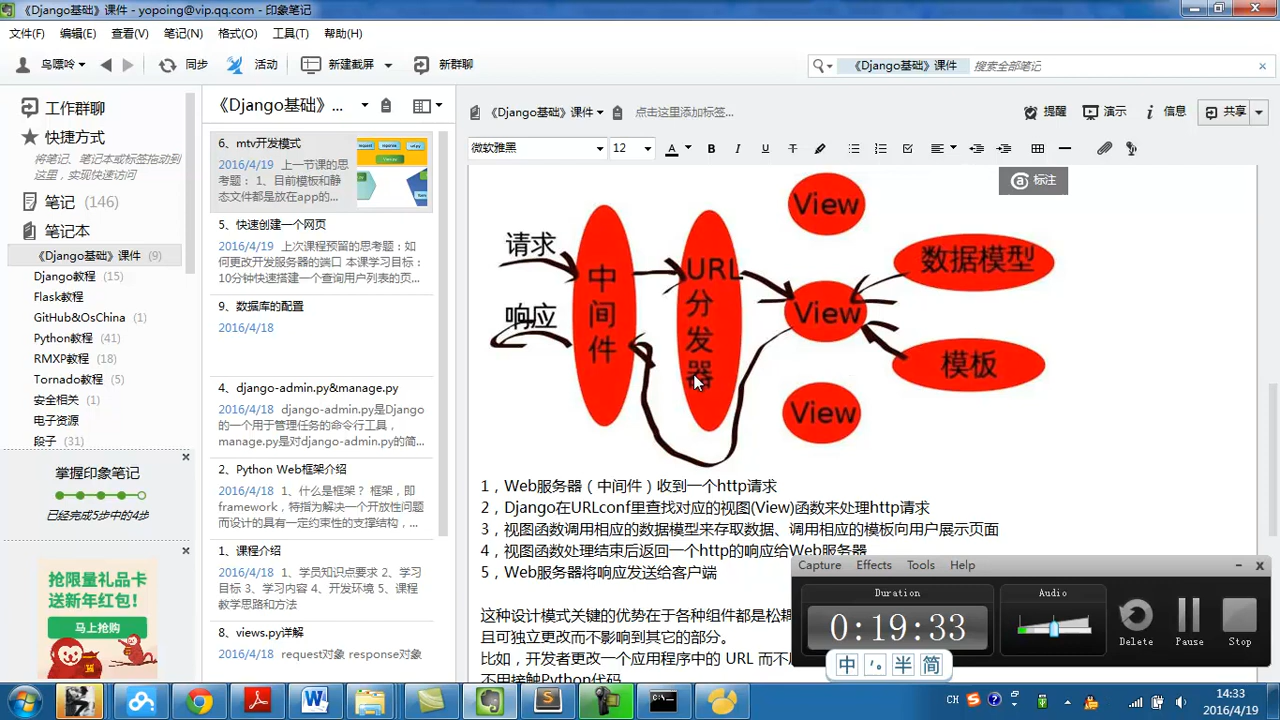 《Django基础》课件 - yopoing@vip.qq.com - 印象笔记
文件(F) 编辑(E) 查看(V) 笔记(N) 格式(O) 工具(T) 帮助(H)
鸟嘌呤 同步 活动 新建截屏 新群聊 《Django基础》课件 搜索全部笔记
工作群聊
快捷方式
将笔记、笔记本或标签拖动到
这里，实现快速访问
笔记 (146)
笔记本
《Django基础》课件 (9)
Django教程 (15)
Flask教程
GitHub&OsChina (1)
Python教程 (41)
RMXP教程 (18)
Tornado教程 (5)
安全相关 (1)
电子资源
段子 (31)
掌握印象笔记
已经完成5步中的4步
抢限量礼品卡
送新年红包！
马上抢购
《Django基础》...
6、mtv开发模式
2016/4/19 上一节课的思
考题： 1、目前模板和静
态文件都是放在app的...
5、快速创建一个网页
2016/4/19 上次课程预留的思考题：如
何更改开发服务器的端口 本课学习目标：
10分钟快速搭建一个查询用户列表的页...
9、数据库的配置
2016/4/18
4、django-admin.py&manage.py
2016/4/18 django-admin.py是Django
的一个用于管理任务的命令行工具，
manage.py是对django-admin.py的简...
2、Python Web框架介绍
2016/4/18 1、什么是框架？ 框架，即
framework，特指为解决一个开放性问题
而设计的具有一定约束性的支撑结构，...
1、课程介绍
2016/4/18 1、学员知识点要求 2、学习
目标 3、学习内容 4、开发环境 5、课程
教学思路和方法
8、views.py详解
request对象 response对象
《Django基础》课件 点击这里添加标签... 提醒 演示 信息 共享
微软雅黑 12 A B I U T
标注
请求
响应
中间件
URL
分发器
View
View
View
数据模型
模板
1，Web服务器（中间件）收到一个http请求
2，Django在URLconf里查找对应的视图(View)函数来处理http请求
3，视图函数调用相应的数据模型来存取数据、调用相应的模板向用户展示页面
4，视图函数处理结束后返回一个http的响应给Web服务器
5，Web服务器将响应发送给客户端
这种设计模式关键的优势在于各种组件都是松耦
且可独立更改而不影响到其它的部分。
比如，开发者更改一个应用程序中的 URL 而不
不用接触Python代码
Capture Effects Tools Help
Duration
0:19:33
Audio
Delete Pause Stop
中 半 简
CH
14:33
2016/4/19